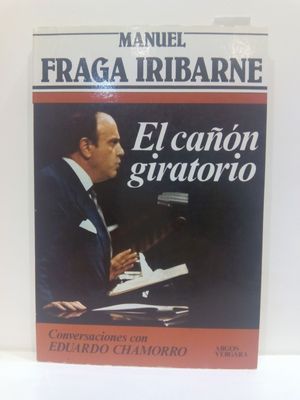 MANUEL
FRAGA IRIBARNE
El cañón
giratorio
Conversaciones con
EDUARDO CHAMORRO
ARGOS
VERGARA